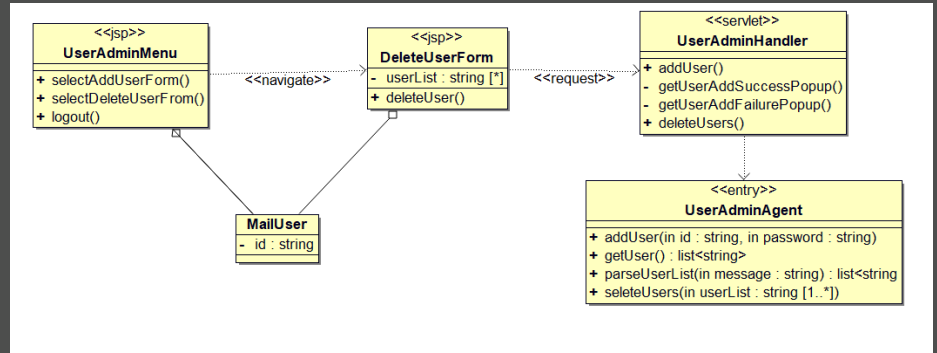 <<jsp>>
UserAdminMenu
+ selectAddUserForm()
+ selectDeleteUserFrom()
+ logout()
<<navigate>>
<<jsp>>
DeleteUserForm
- userList : string [*]
+ deleteUser()
<<request>>
<<servlet>>
UserAdminHandler
+ addUser()
- getUserAddSuccessPopup()
- getUserAddFailurePopup()
+ deleteUsers()
MailUser
- id : string
<<entry>>
UserAdminAgent
+ addUser(in id : string, in password : string)
+ getUser() : list<string>
+ parseUserList(in message : string) : list<string
+ seleteUsers(in userList : string [1..*])